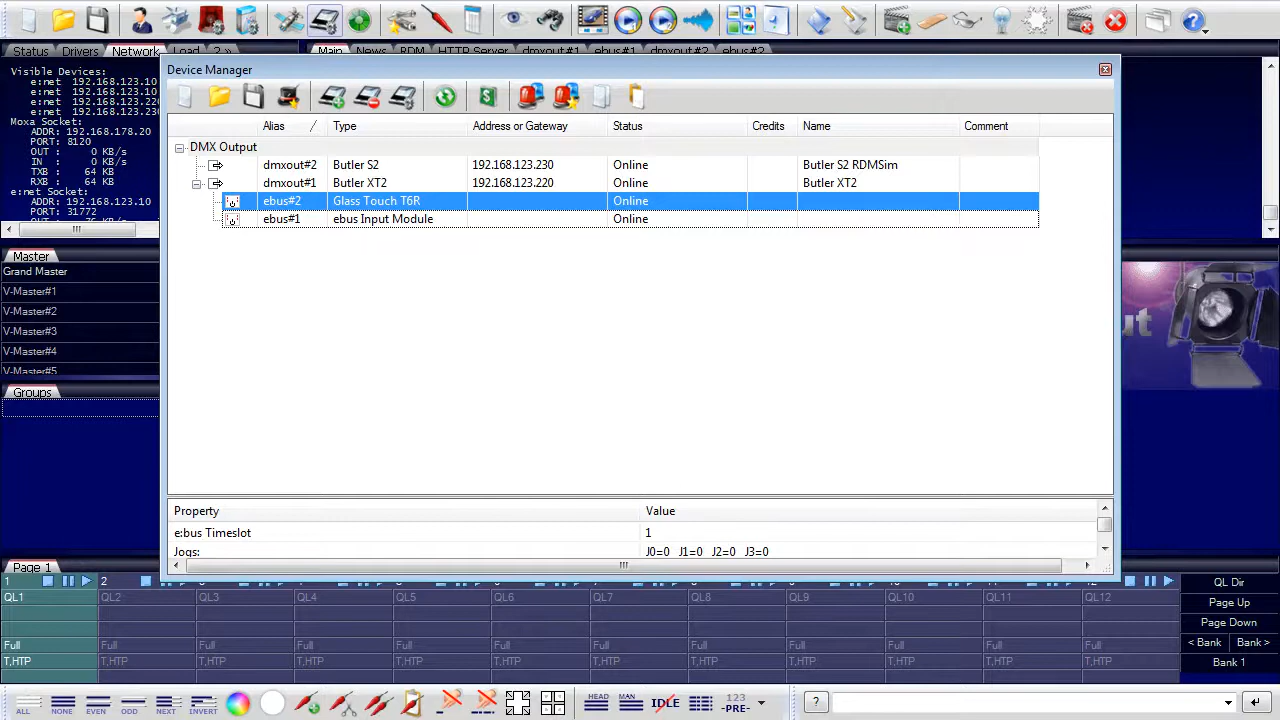 Status Drivers Network Load ? »
Main News RDM HTTP Server dmxout#1 ebus#1 dmxout#2 ebus#2
Visible Devices:
e:net 192.168.123.10
e:net 192.168.123.10
e:net 192.168.123.220
e:net 192.168.123.230
Moxa Socket:
ADDR: 192.168.178.20
PORT: 8120
OUT : 0 KB/s
IN : 0 KB/s
TXB : 64 KB
RXB : 64 KB
e:net Socket:
ADDR: 192.168.123.10
PORT: 31772
Device Manager
Alias Type Address or Gateway Status Credits Name Comment
DMX Output
dmxout#2 Butler S2 192.168.123.230 Online Butler S2 RDMSim
dmxout#1 Butler XT2 192.168.123.220 Online Butler XT2
ebus#2 Glass Touch T6R Online
ebus#1 ebus Input Module Online
Property Value
e:bus Timeslot 1
Jogs: J0=0 J1=0 J2=0 J3=0
Master
Grand Master
V-Master#1
V-Master#2
V-Master#3
V-Master#4
V-Master#5
Groups
ut
Page 1
1 2 12
QL1 QL2 QL3 QL4 QL5 QL6 QL7 QL8 QL9 QL10 QL11 QL12
Full Full Full Full Full Full Full Full Full Full Full Full
T,HTP T,HTP T,HTP T,HTP T,HTP T,HTP T,HTP T,HTP T,HTP T,HTP T,HTP T,HTP
QL Dir
Page Up
Page Down
< Bank Bank >
Bank 1
ALL NONE EVEN ODD NEXT INVERT HEAD MAN IDLE 123 -PRE- ?